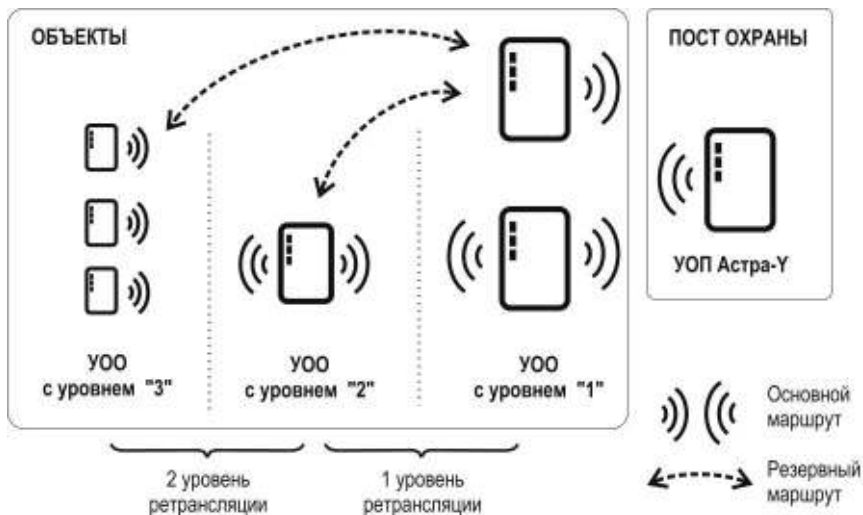 ОБЪЕКТЫ
ПОСТ ОХРАНЫ
УОП Астра-Y
УОО
с уровнем "3"
УОО
с уровнем "2"
УОО
с уровнем "1"
2 уровень
ретрансляции
1 уровень
ретрансляции
Основной
маршрут
Резервный
маршрут